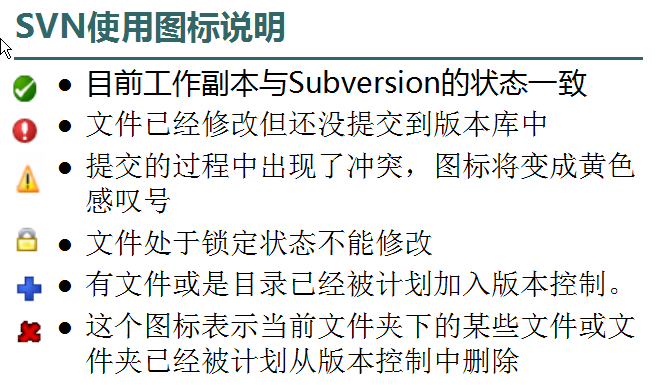 SVN使用图标说明
● 目前工作副本与Subversion的状态一致
● 文件已经修改但还没提交到版本库中
● 提交的过程中出现了冲突，图标将变成黄色
感叹号
● 文件处于锁定状态不能修改
● 有文件或是目录已经被计划加入版本控制。
● 这个图标表示当前文件夹下的某些文件或文
件夹已经被计划从版本控制中删除